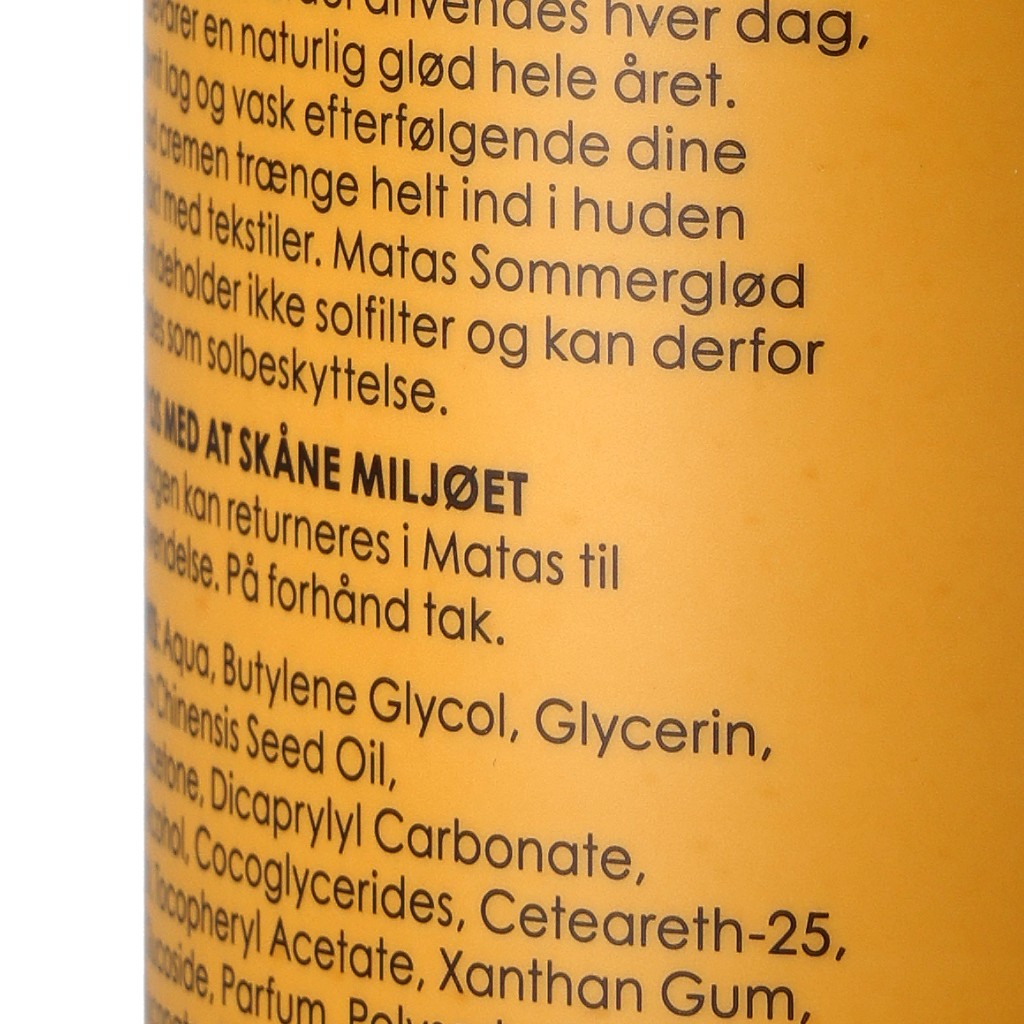 anvendes hver dag,
en naturlig glød hele året.
lag og vask efterfølgende dine
cremen trænge helt ind i huden
med tekstiler. Matas Sommerglød
indeholder ikke solfilter og kan derfor
som solbeskyttelse.
OS MED AT SKÅNE MILJØET
kan returneres i Matas til
På forhånd tak.
Aqua, Butylene Glycol, Glycerin,
Chinensis Seed Oil,
Dicaprylyl Carbonate,
Cocoglycerides, Ceteareth-25,
Tocopheryl Acetate, Xanthan Gum,
Parfum,